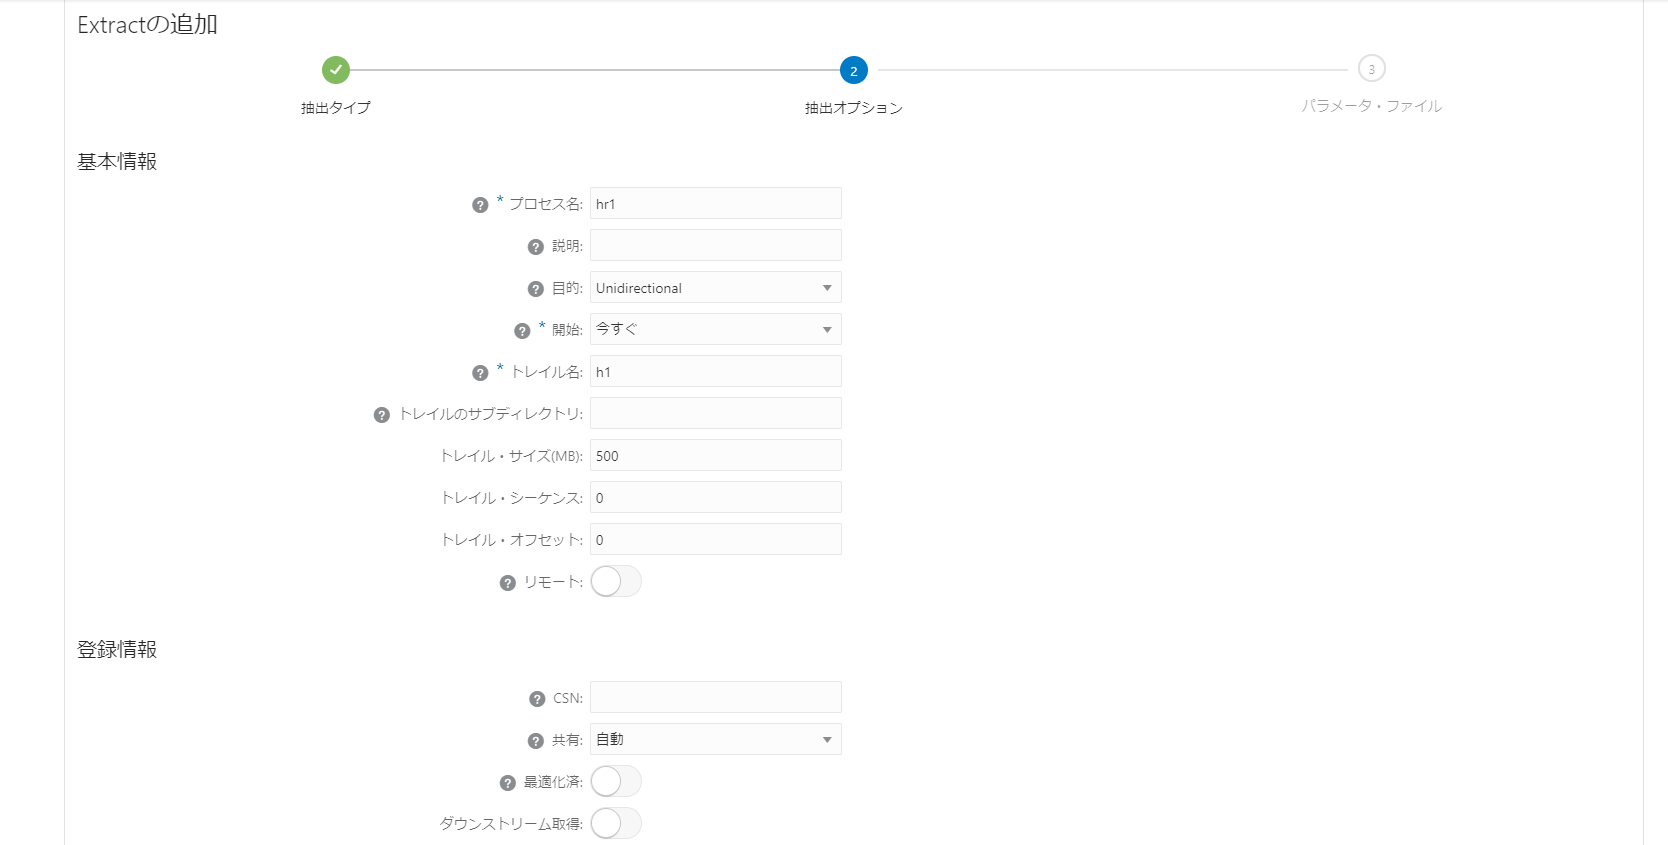 Extractの追加
2
3
抽出タイプ
抽出オプション
パラメータ・ファイル
基本情報
? * プロセス名: hr1
? 説明:
? 目的: Unidirectional
? * 開始: 今すぐ
? * トレイル名: h1
? トレイルのサブディレクトリ:
トレイル・サイズ(MB): 500
トレイル・シーケンス: 0
トレイル・オフセット: 0
? リモート:
登録情報
? CSN:
? 共有: 自動
? 最適化済:
ダウンストリーム取得: